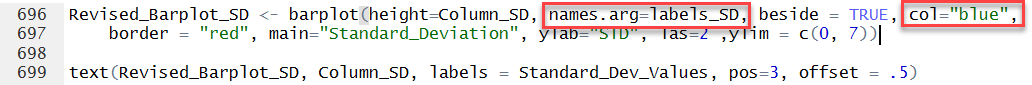 696 Revised_Barplot_SD <- barplot(height=Column_SD, names.arg=labels_SD, beside = TRUE, col="blue",
697 border = "red", main="Standard_Deviation", ylab="STD", las=2 ,ylim = c(0, 7))
698
699 text(Revised_Barplot_SD, Column_SD, labels = Standard_Dev_Values, pos=3, offset = .5)